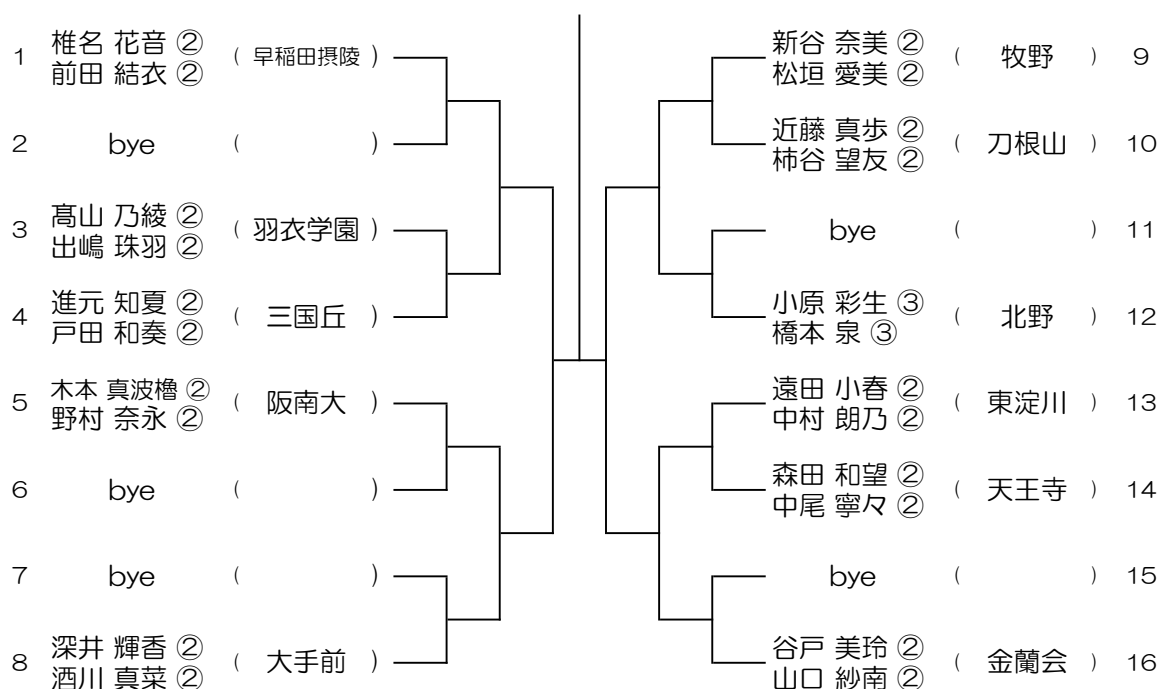 1 椎名 花音 ② ( 早稲田摂陵 )
前田 結衣 ②
2 bye ( )
3 髙山 乃綾 ② ( 羽衣学園 )
出嶋 珠羽 ②
4 進元 知夏 ② ( 三国丘 )
戸田 和奏 ②
5 木本 真波櫓 ② ( 阪南大 )
野村 奈永 ②
6 bye ( )
7 bye ( )
8 深井 輝香 ② ( 大手前 )
酒川 真菜 ②
新谷 奈美 ② ( 牧野 ) 9
松垣 愛美 ②
近藤 真歩 ② ( 刀根山 ) 10
柿谷 望友 ②
bye ( ) 11
小原 彩生 ③ ( 北野 ) 12
橋本 泉 ③
遠田 小春 ② ( 東淀川 ) 13
中村 朗乃 ②
森田 和望 ② ( 天王寺 ) 14
中尾 寧々 ②
bye ( ) 15
谷戸 美玲 ② ( 金蘭会 ) 16
山口 紗南 ②